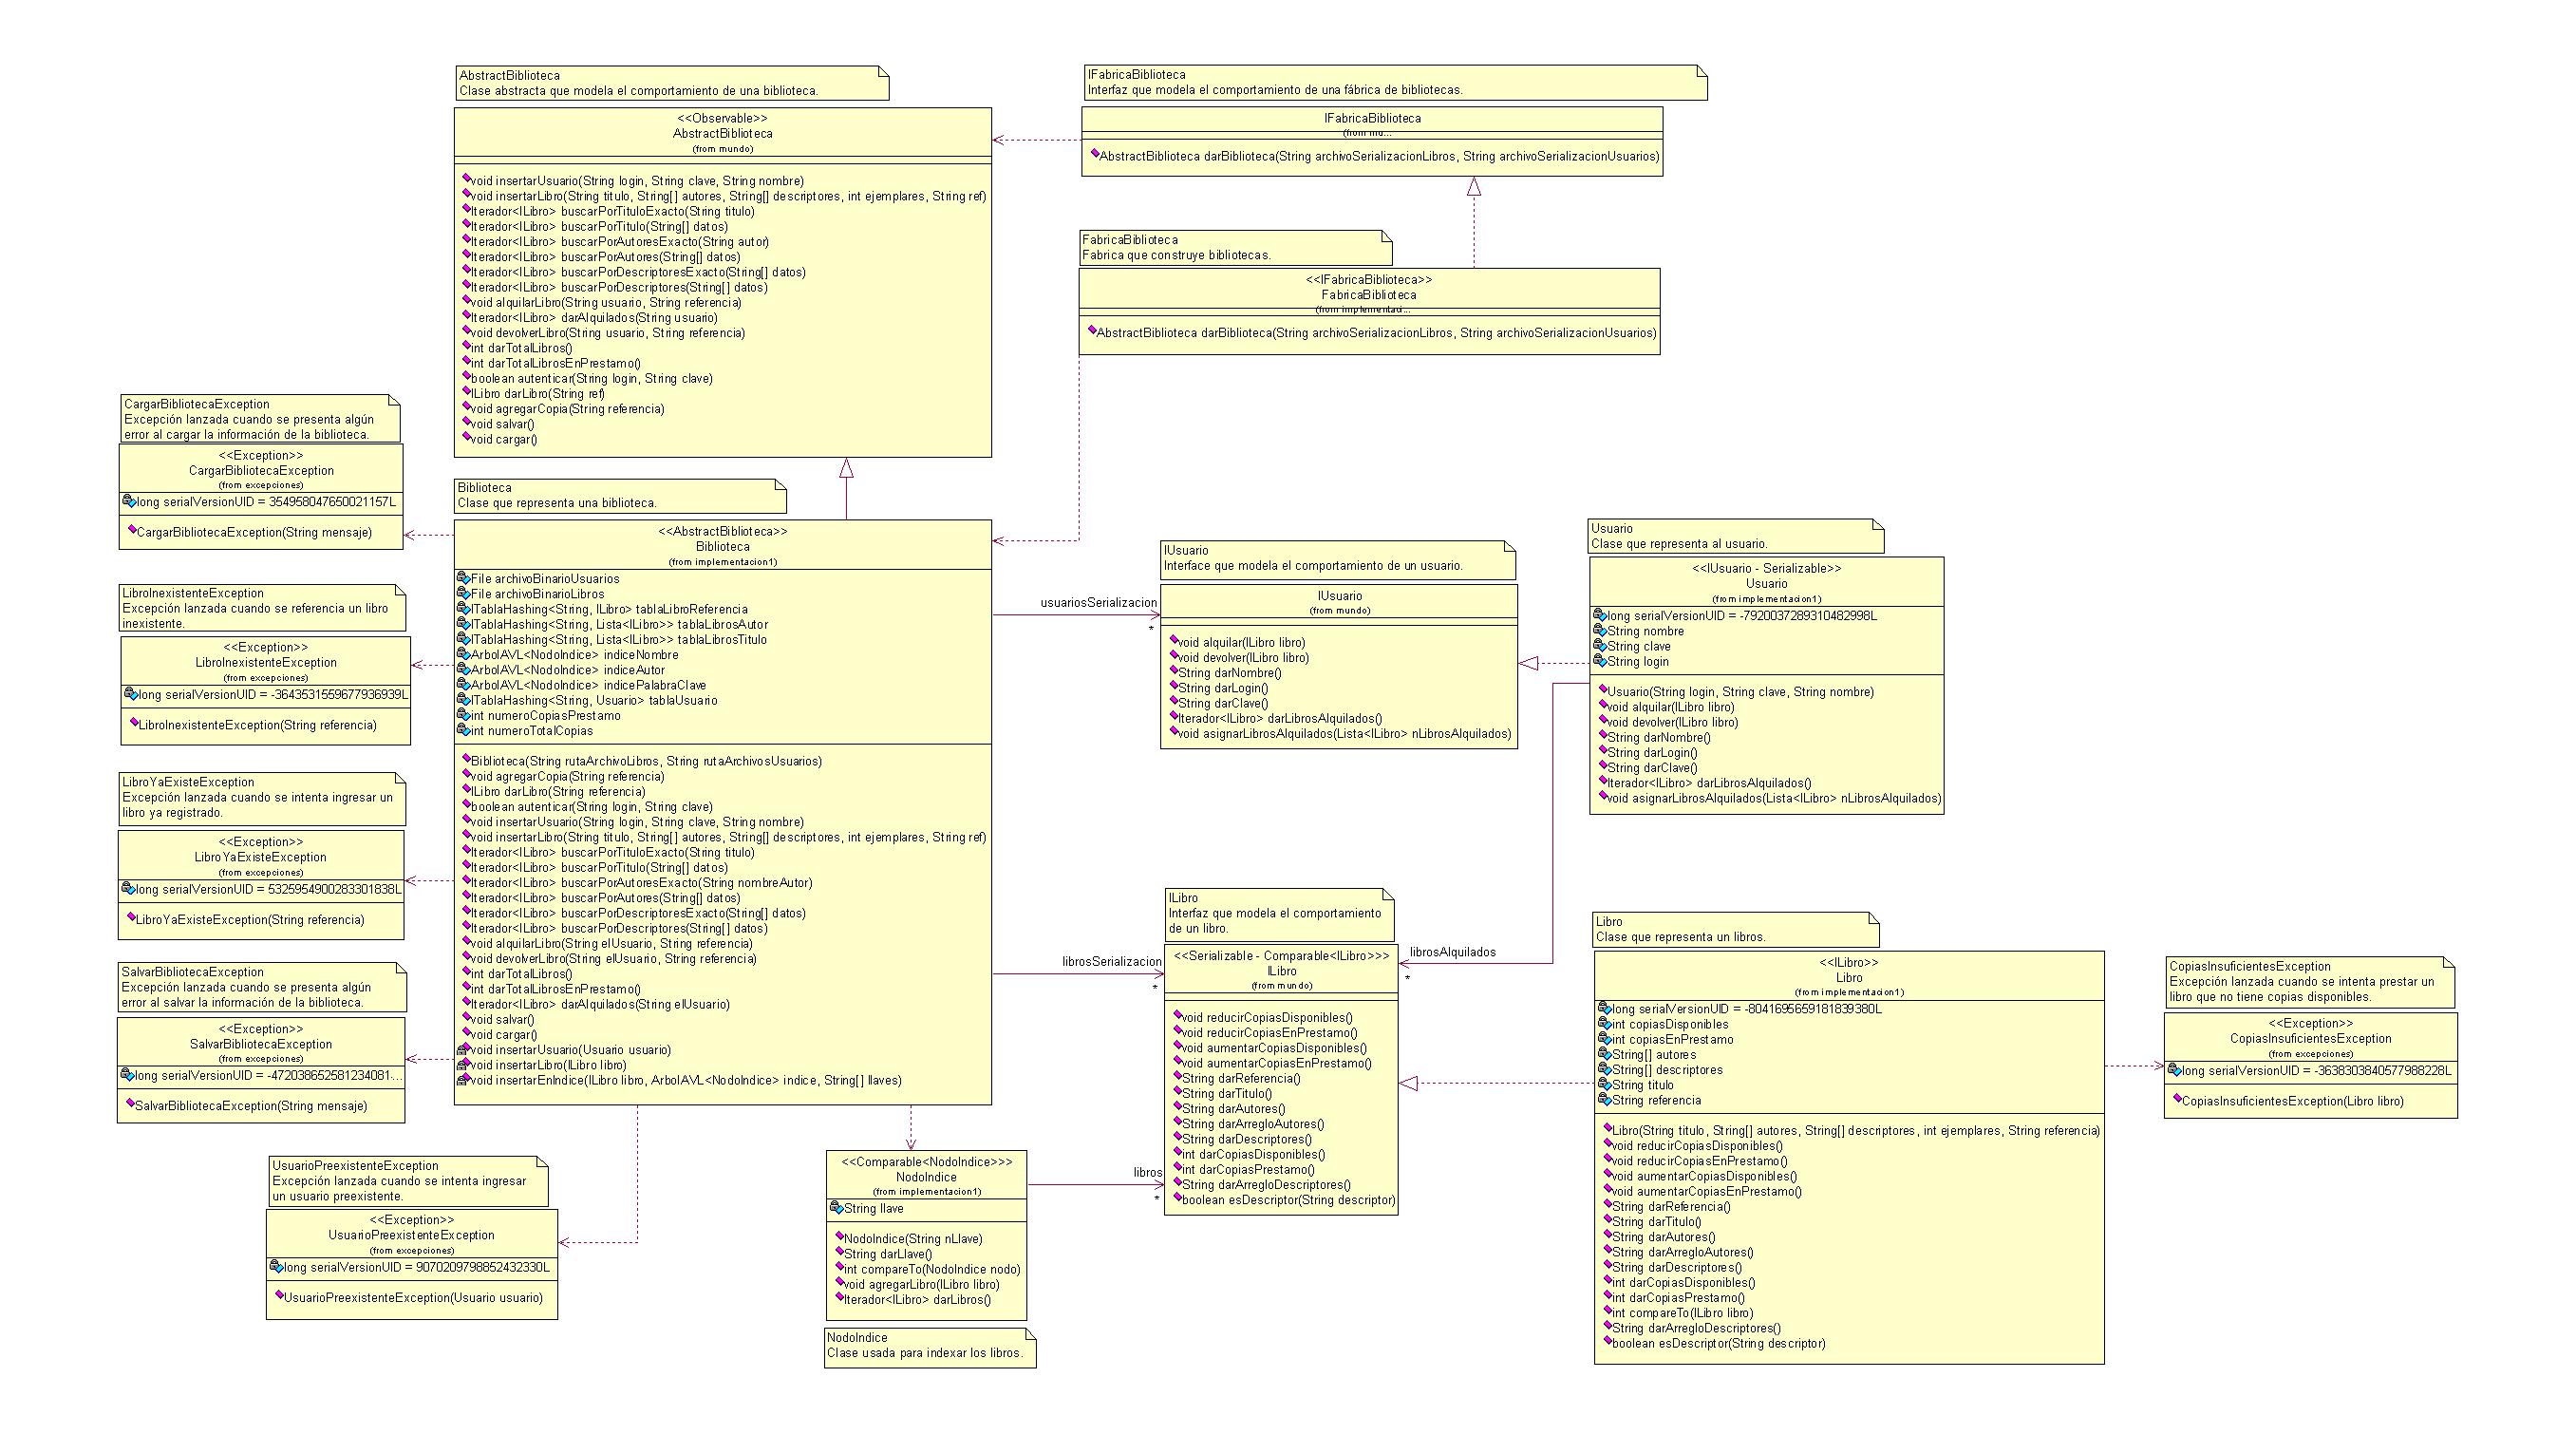 AbstractBiblioteca
Clase abstracta que modela el comportamiento de una biblioteca.
<<Observable>>
AbstractBiblioteca
(from mundo)
void insertarUsuario(String login, String clave, String nombre)
void insertarLibro(String titulo, String[] autores, String[] descriptores, int ejemplares, String ref)
Iterador<ILibro> buscarPorTituloExacto(String titulo)
Iterador<ILibro> buscarPorTitulo(String[] datos)
Iterador<ILibro> buscarPorAutoresExacto(String autor)
Iterador<ILibro> buscarPorAutores(String[] datos)
Iterador<ILibro> buscarPorDescriptoresExacto(String[] datos)
Iterador<ILibro> buscarPorDescriptores(String[] datos)
void alquilarLibro(String usuario, String referencia)
Iterador<ILibro> darAlquilados(String usuario)
void devolverLibro(String usuario, String referencia)
int darTotalLibros()
int darTotalLibrosEnPrestamo()
boolean autenticar(String login, String clave)
ILibro darLibro(String ref)
void agregarCopia(String referencia)
void salvar()
void cargar()
IFabricaBiblioteca
Interfaz que modela el comportamiento de una fábrica de bibliotecas.
IFabricaBiblioteca
(from mu...
AbstractBiblioteca darBiblioteca(String archivoSerializacionLibros, String archivoSerializacionUsuarios)
FabricaBiblioteca
Fabrica que construye bibliotecas.
<<IFabricaBiblioteca>>
FabricaBiblioteca
(from implementaci...
AbstractBiblioteca darBiblioteca(String archivoSerializacionLibros, String archivoSerializacionUsuarios)
CargarBibliotecaException
Excepción lanzada cuando se presenta algún
error al cargar la información de la biblioteca.
<<Exception>>
CargarBibliotecaException
(from excepciones)
long serialVersionUID = 354958047650021157L
CargarBibliotecaException(String mensaje)
LibroInexistenteException
Excepción lanzada cuando se referencia un libro
inexistente.
<<Exception>>
LibroInexistenteException
(from excepciones)
long serialVersionUID = -3643531559677936939L
LibroInexistenteException(String referencia)
LibroYaExisteException
Excepción lanzada cuando se intenta ingresar un
libro ya registrado.
<<Exception>>
LibroYaExisteException
(from excepciones)
long serialVersionUID = 5325954900283301838L
LibroYaExisteException(String referencia)
SalvarBibliotecaException
Excepción lanzada cuando se presenta algún
error al salvar la información de la biblioteca.
<<Exception>>
SalvarBibliotecaException
(from excepciones)
long serialVersionUID = -472038652581234081-...
SalvarBibliotecaException(String mensaje)
UsuarioPreexistenteException
Excepción lanzada cuando se intenta ingresar
un usuario preexistente.
<<Exception>>
UsuarioPreexistenteException
(from excepciones)
long serialVersionUID = 9070209798852432330L
UsuarioPreexistenteException(Usuario usuario)
Biblioteca
Clase que representa una biblioteca.
<<AbstractBiblioteca>>
Biblioteca
(from implementacion1)
File archivoBinarioUsuarios
File archivoBinarioLibros
ITablaHashing<String, ILibro> tablaLibroReferencia
ITablaHashing<String, Lista<ILibro>> tablaLibrosAutor
ITablaHashing<String, Lista<ILibro>> tablaLibrosTitulo
ArbolAVL<NodoIndice> indiceNombre
ArbolAVL<NodoIndice> indiceAutor
ArbolAVL<NodoIndice> indicePalabraClave
ITablaHashing<String, Usuario> tablaUsuario
int numeroCopiasPrestamo
int numeroTotalCopias
Biblioteca(String rutaArchivoLibros, String rutaArchivosUsuarios)
void agregarCopia(String referencia)
ILibro darLibro(String referencia)
boolean autenticar(String login, String clave)
void insertarUsuario(String login, String clave, String nombre)
void insertarLibro(String titulo, String[] autores, String[] descriptores, int ejemplares, String ref)
Iterador<ILibro> buscarPorTituloExacto(String titulo)
Iterador<ILibro> buscarPorTitulo(String[] datos)
Iterador<ILibro> buscarPorAutoresExacto(String nombreAutor)
Iterador<ILibro> buscarPorAutores(String[] datos)
Iterador<ILibro> buscarPorDescriptoresExacto(String[] datos)
Iterador<ILibro> buscarPorDescriptores(String[] datos)
void alquilarLibro(String elUsuario, String referencia)
void devolverLibro(String elUsuario, String referencia)
int darTotalLibros()
int darTotalLibrosEnPrestamo()
Iterador<ILibro> darAlquilados(String elUsuario)
void salvar()
void cargar()
void insertarUsuario(Usuario usuario)
void insertarLibro(ILibro libro)
void insertarEnIndice(ILibro libro, ArbolAVL<NodoIndice> indice, String[] llaves)
usuariosSerializacion
*
librosSerializacion
*
libros
*
librosAlquilados
*
IUsuario
Interface que modela el comportamiento de un usuario.
IUsuario
(from mundo)
void alquilar(ILibro libro)
void devolver(ILibro libro)
String darNombre()
String darLogin()
String darClave()
Iterador<ILibro> darLibrosAlquilados()
void asignarLibrosAlquilados(Lista<ILibro> nLibrosAlquilados)
Usuario
Clase que representa al usuario.
<<IUsuario - Serializable>>
Usuario
(from implementacion1)
long serialVersionUID = -7920037289310482998L
String nombre
String clave
String login
Usuario(String login, String clave, String nombre)
void alquilar(ILibro libro)
void devolver(ILibro libro)
String darNombre()
String darLogin()
String darClave()
Iterador<ILibro> darLibrosAlquilados()
void asignarLibrosAlquilados(Lista<ILibro> nLibrosAlquilados)
ILibro
Interfaz que modela el comportamiento
de un libro.
<<Serializable - Comparable<ILibro>>>
ILibro
(from mundo)
void reducirCopiasDisponibles()
void reducirCopiasEnPrestamo()
void aumentarCopiasDisponibles()
void aumentarCopiasEnPrestamo()
String darReferencia()
String darTitulo()
String darAutores()
String darArregloAutores()
String darDescriptores()
int darCopiasDisponibles()
int darCopiasPrestamo()
String darArregloDescriptores()
boolean esDescriptor(String descriptor)
Libro
Clase que representa un libros.
<<ILibro>>
Libro
(from implementacion1)
long serialVersionUID = -8041695659181839380L
int copiasDisponibles
int copiasEnPrestamo
String[] autores
String[] descriptores
String titulo
String referencia
Libro(String titulo, String[] autores, String[] descriptores, int ejemplares, String referencia)
void reducirCopiasDisponibles()
void reducirCopiasEnPrestamo()
void aumentarCopiasDisponibles()
void aumentarCopiasEnPrestamo()
String darReferencia()
String darTitulo()
String darAutores()
String darArregloAutores()
String darDescriptores()
int darCopiasDisponibles()
int darCopiasPrestamo()
int compareTo(ILibro libro)
String darArregloDescriptores()
boolean esDescriptor(String descriptor)
CopiasInsuficientesException
Excepción lanzada cuando se intenta prestar un
libro que no tiene copias disponibles.
<<Exception>>
CopiasInsuficientesException
(from excepciones)
long serialVersionUID = -3638303840577988228L
CopiasInsuficientesException(Libro libro)
<<Comparable<NodoIndice>>>
NodoIndice
(from implementacion1)
String llave
NodoIndice(String nLlave)
String darLlave()
int compareTo(NodoIndice nodo)
void agregarLibro(ILibro libro)
Iterador<ILibro> darLibros()
NodoIndice
Clase usada para indexar los libros.